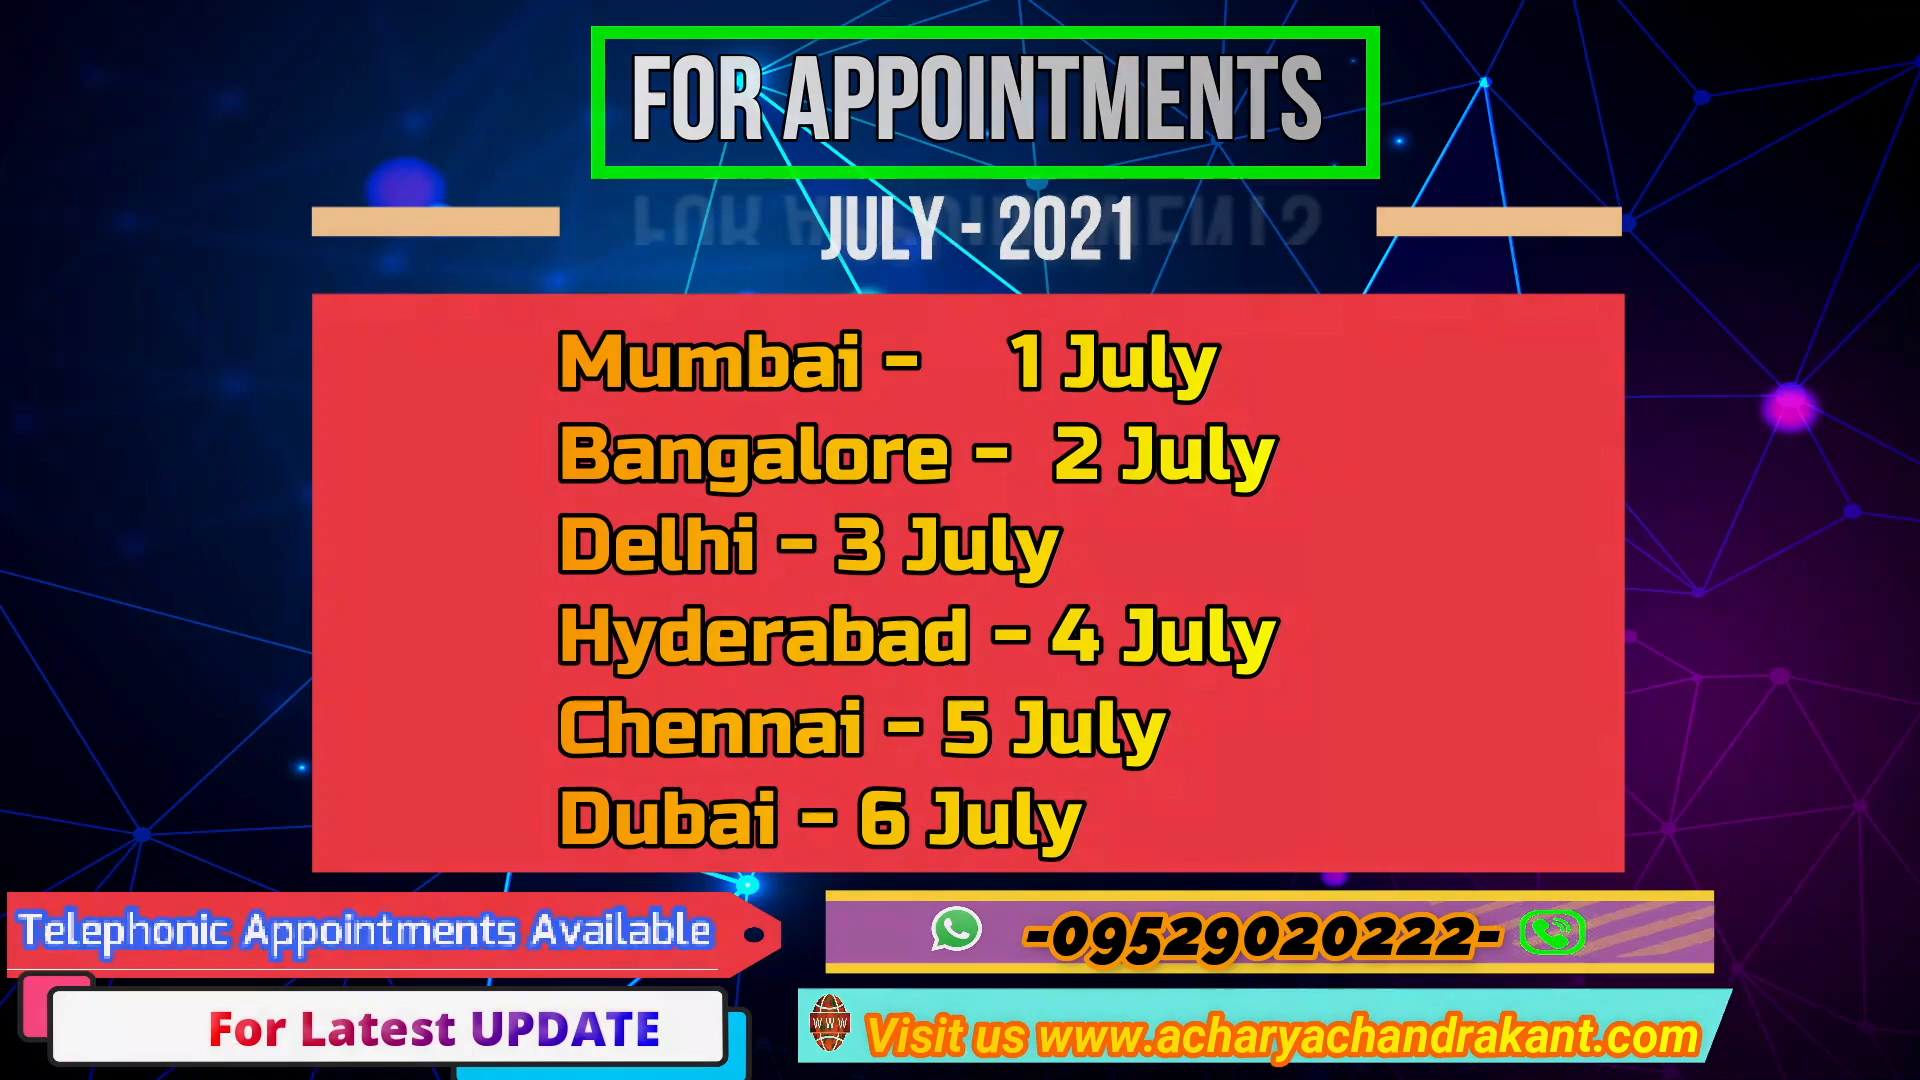 FOR APPOINTMENTS
JULY - 2021
Mumbai - 1 July
Bangalore - 2 July
Delhi - 3 July
Hyderabad - 4 July
Chennai - 5 July
Dubai - 6 July
Telephonic Appointments Available
-09529020222-
For Latest UPDATE
WWW
Visit us www.acharyachandrakant.com